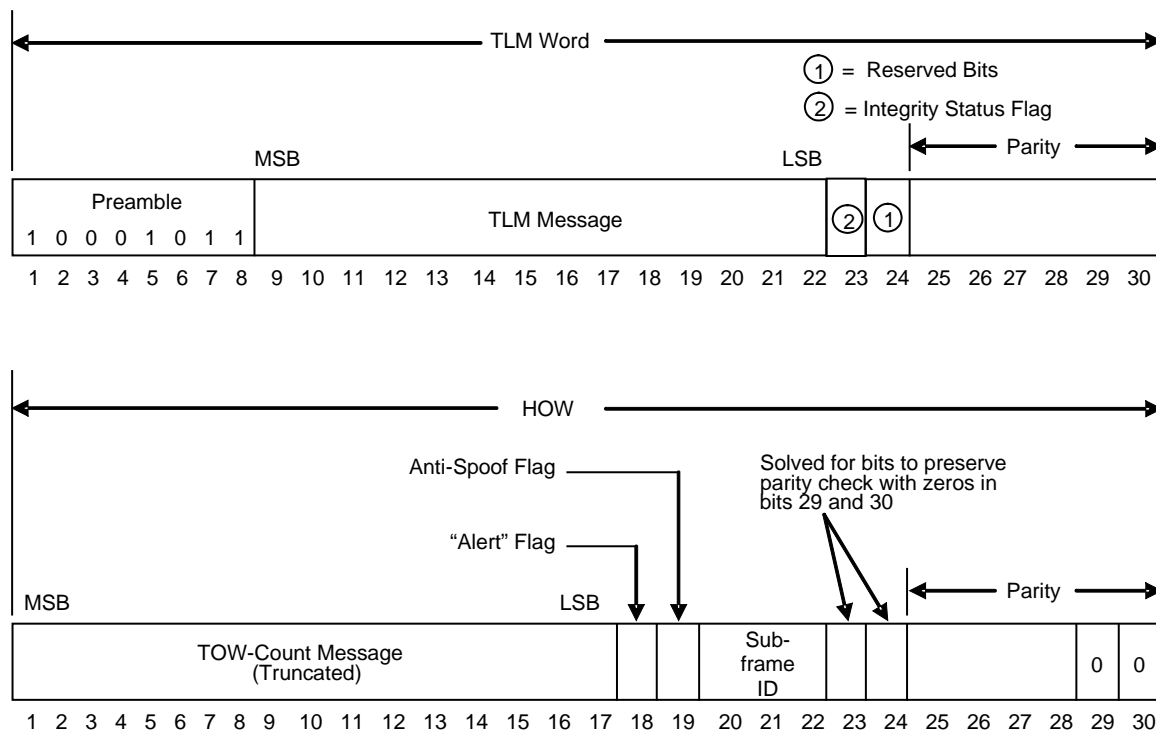 TLM Word
1 = Reserved Bits
2 = Integrity Status Flag
MSB
LSB
Parity
Preamble
1 0 0 0 1 0 1 1
TLM Message
2
1
1 2 3 4 5 6 7 8 9 10 11 12 13 14 15 16 17 18 19 20 21 22 23 24 25 26 27 28 29 30
HOW
Anti-Spoof Flag
Solved for bits to preserve
parity check with zeros in
bits 29 and 30
“Alert” Flag
MSB
LSB
Parity
TOW-Count Message
(Truncated)
Sub-
frame
ID
0 0
1 2 3 4 5 6 7 8 9 10 11 12 13 14 15 16 17 18 19 20 21 22 23 24 25 26 27 28 29 30